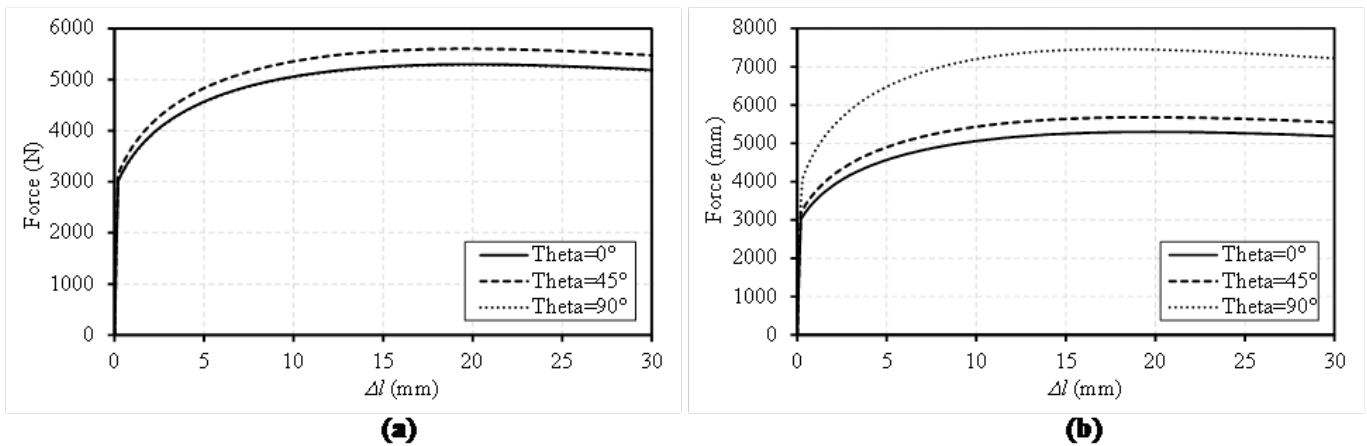 6000
5000
4000
3000
2000
1000
0
Force (N)
Theta=0°
Theta=45°
Theta=90°
0 5 10 15 20 25 30
Δl (mm)
(a)
8000
7000
6000
5000
4000
3000
2000
1000
0
Force (mm)
Theta=0°
Theta=45°
Theta=90°
0 5 10 15 20 25 30
Δl (mm)
(b)